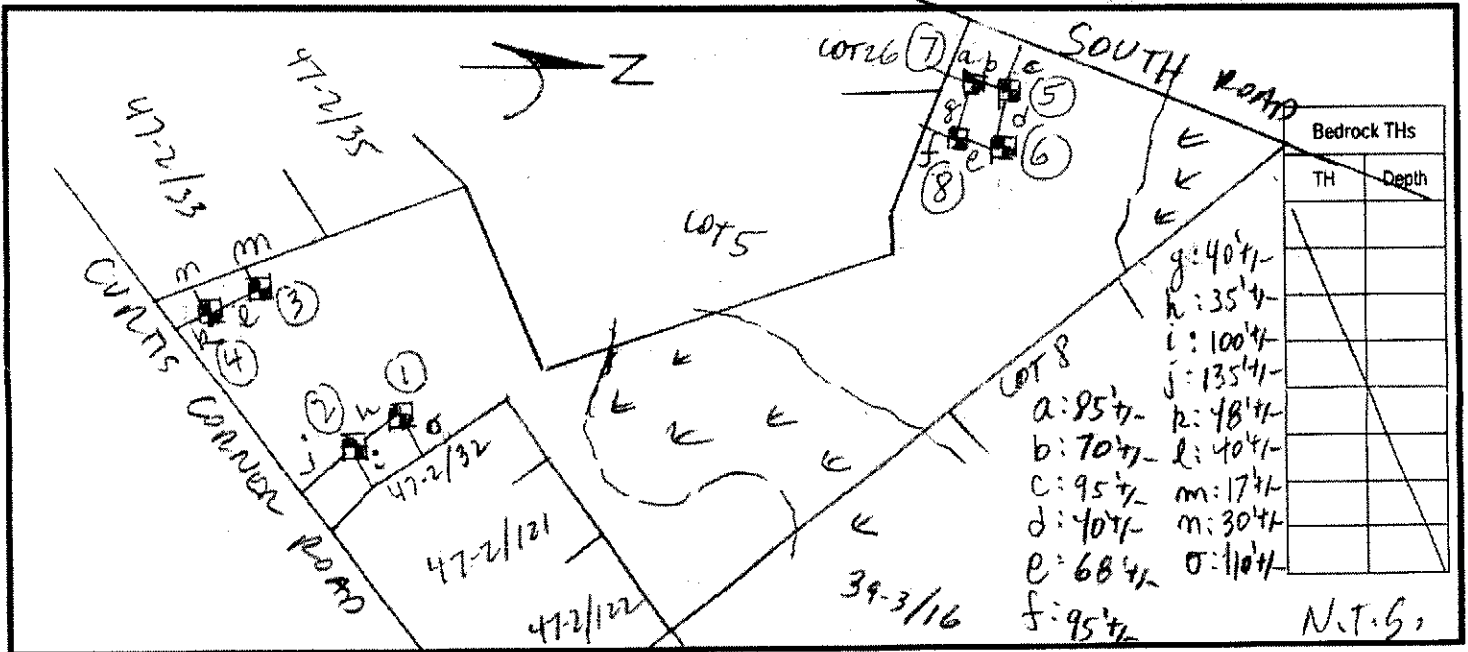 SOUTH ROAD
LOT 26
7
a
b
c
5
g
d
f
e
6
8
Z
47-2/35
47-2/33
LOT 5
n
m
l
3
k
4
CURTIS CORNER ROAD
1
2
h
o
j
i
47-2/32
47-2/121
47-2/122
LOT 8
39-3/16
a: 85'+/-
b: 70'+/-
c: 95'+/-
d: 40'+/-
e: 68'+/-
f: 95'+/-
g: 40'+/-
h: 35'+/-
i: 100'+/-
j: 135'+/-
k: 48'+/-
l: 40'+/-
m: 17'+/-
n: 30'+/-
o: 110'+/-
Bedrock THs
TH Depth
N.T.S.